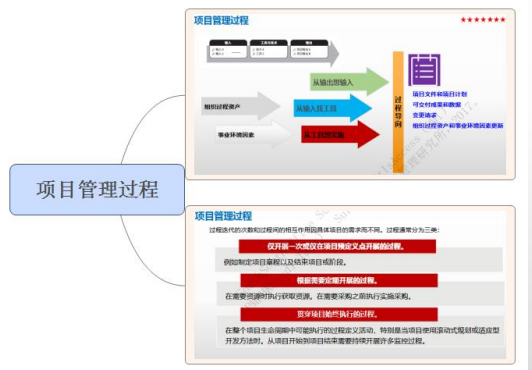 项目管理过程
项目管理过程
输入
工具与技术
输出
从输出想输入
组织过程资产
从输入找工具
事业环境因素
从工具想实施
过程导向
项目文件和项目计划
可交付成果和数据
变更请求
组织过程资产和事业环境因素更新
项目管理过程
过程迭代的次数和过程间的相互作用因具体项目的需求而不同。过程通常分为三类：
仅开展一次或仅在项目预定义点开展的过程。
例如制定项目章程以及结束项目或阶段。
根据需要定期开展的过程。
在需要资源时执行获取资源。在需要采购之前执行实施采购。
贯穿项目始终执行的过程。
在整个项目生命周期中可能执行的过程定义活动，特别是当项目使用滚动式规划或适应型
开发方法时。从项目开始到项目结束需要持续开展许多监控过程。